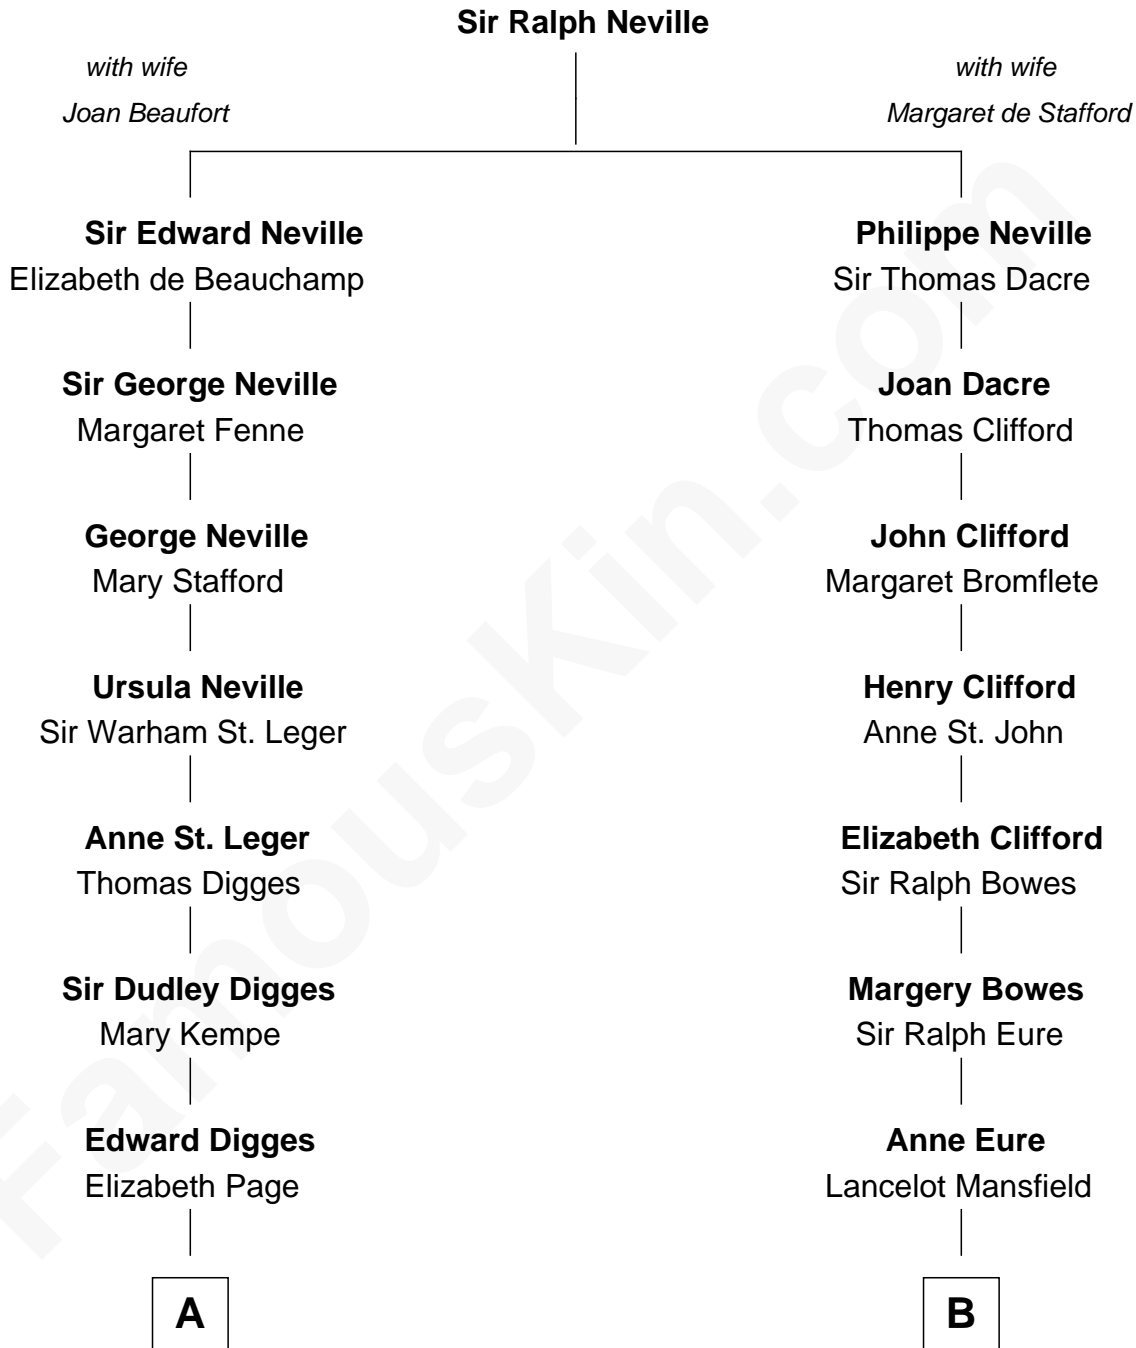 Sir Ralph Neville
with wife
Joan Beaufort
with wife
Margaret de Stafford
Sir Edward Neville
Elizabeth de Beauchamp
Philippe Neville
Sir Thomas Dacre
Sir George Neville
Margaret Fenne
Joan Dacre
Thomas Clifford
George Neville
Mary Stafford
John Clifford
Margaret Bromflete
Ursula Neville
Sir Warham St. Leger
Henry Clifford
Anne St. John
Anne St. Leger
Thomas Digges
Elizabeth Clifford
Sir Ralph Bowes
Sir Dudley Digges
Mary Kempe
Margery Bowes
Sir Ralph Eure
Edward Digges
Elizabeth Page
Anne Eure
Lancelot Mansfield
A
B
FamousKin.com